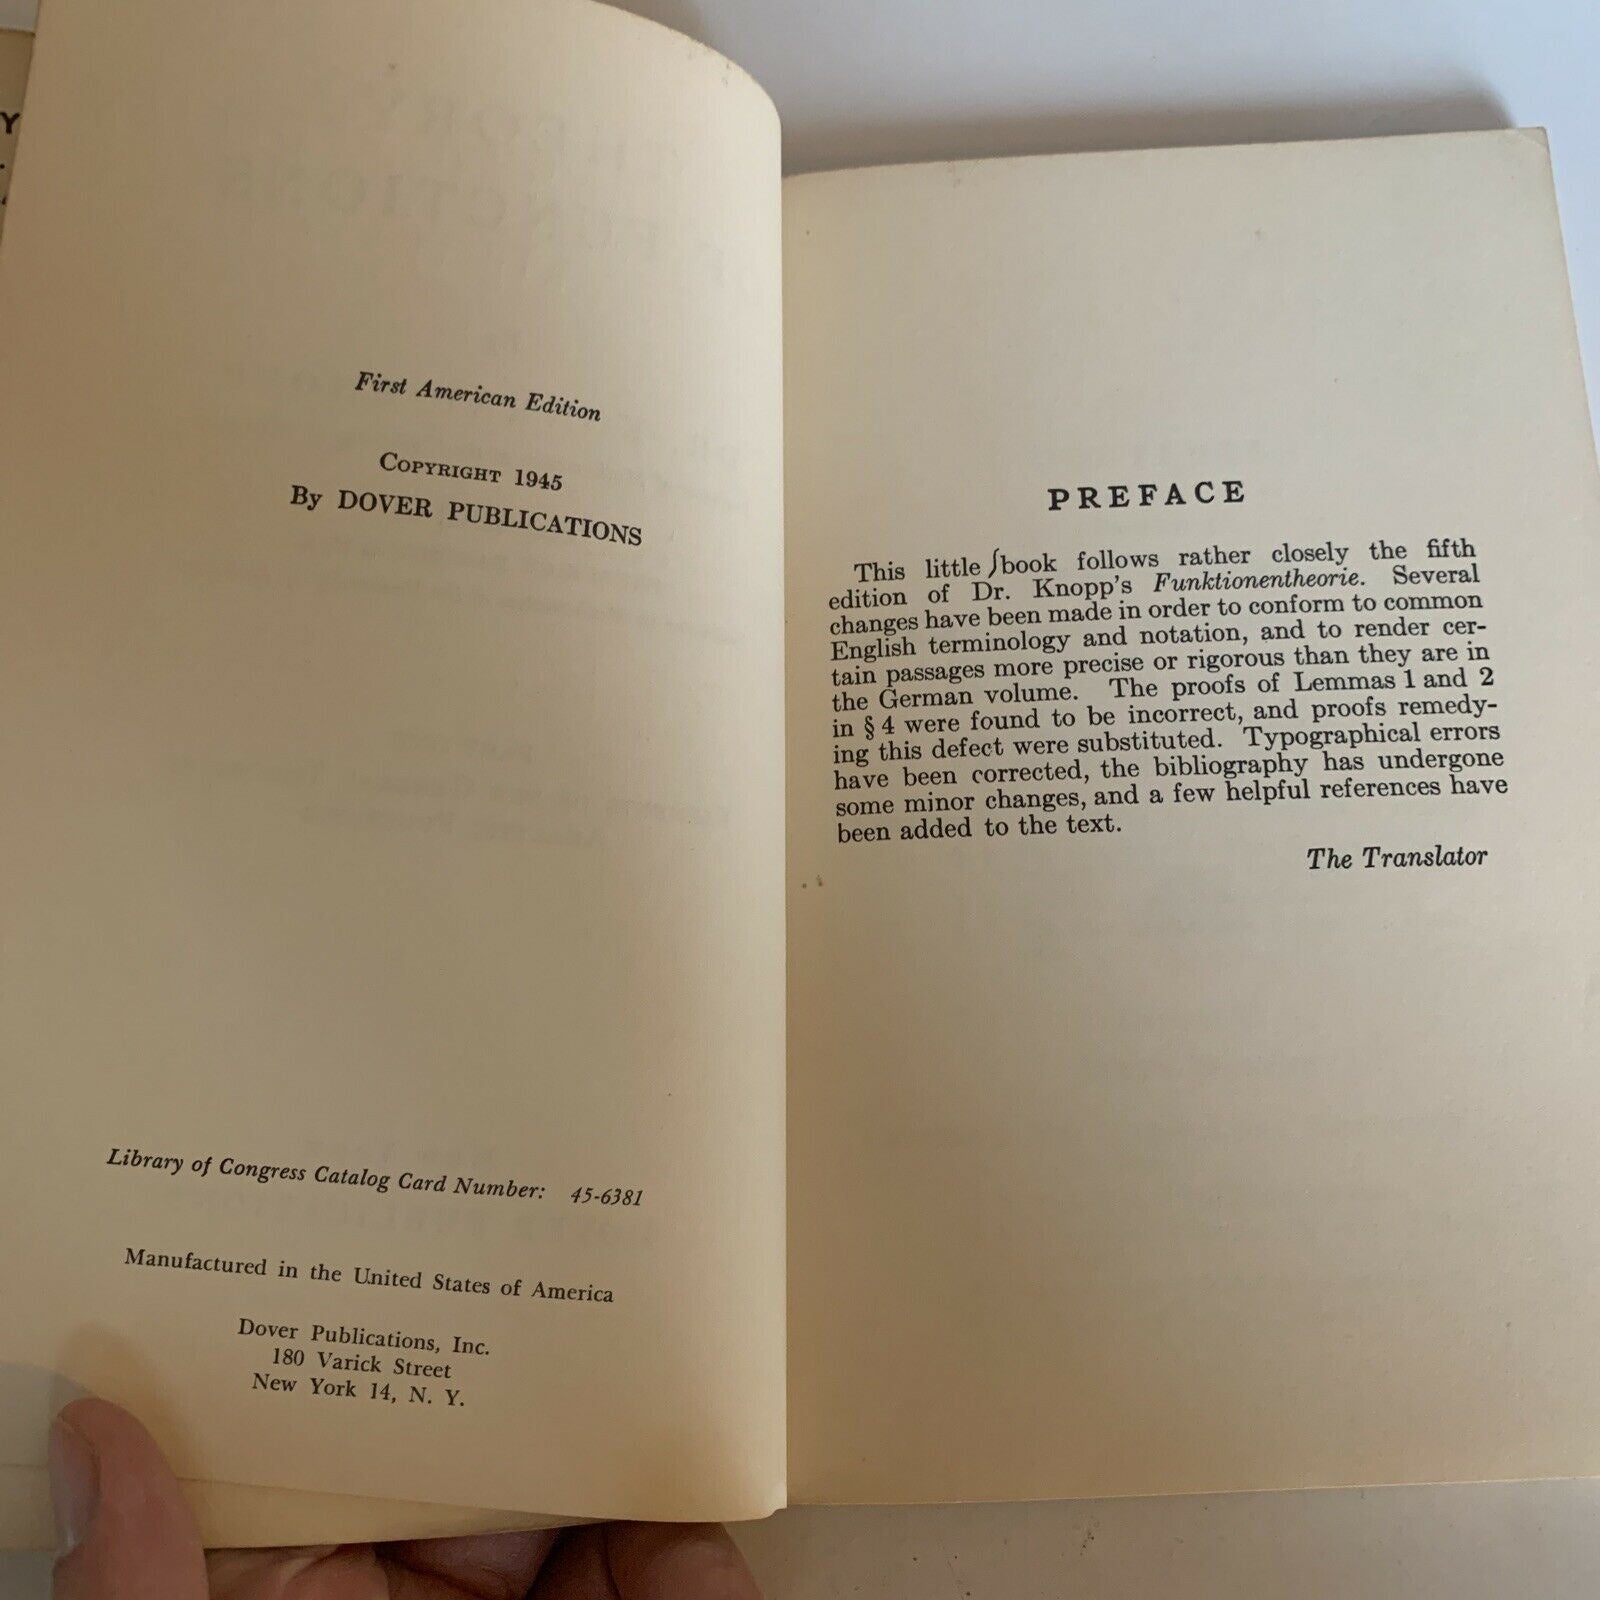 First American Edition
COPYRIGHT 1945
By DOVER PUBLICATIONS
Library of Congress Catalog Card Number: 45-6381
Manufactured in the United States of America
Dover Publications, Inc.
180 Varick Street
New York 14, N. Y.
PREFACE
This little book follows rather closely the fifth
edition of Dr. Knopp's Funktionentheorie. Several
changes have been made in order to conform to common
English terminology and notation, and to render cer-
tain passages more precise or rigorous than they are in
the German volume. The proofs of Lemmas 1 and 2
in § 4 were found to be incorrect, and proofs remedy-
ing this defect were substituted. Typographical errors
have been corrected, the bibliography has undergone
some minor changes, and a few helpful references have
been added to the text.
The Translator